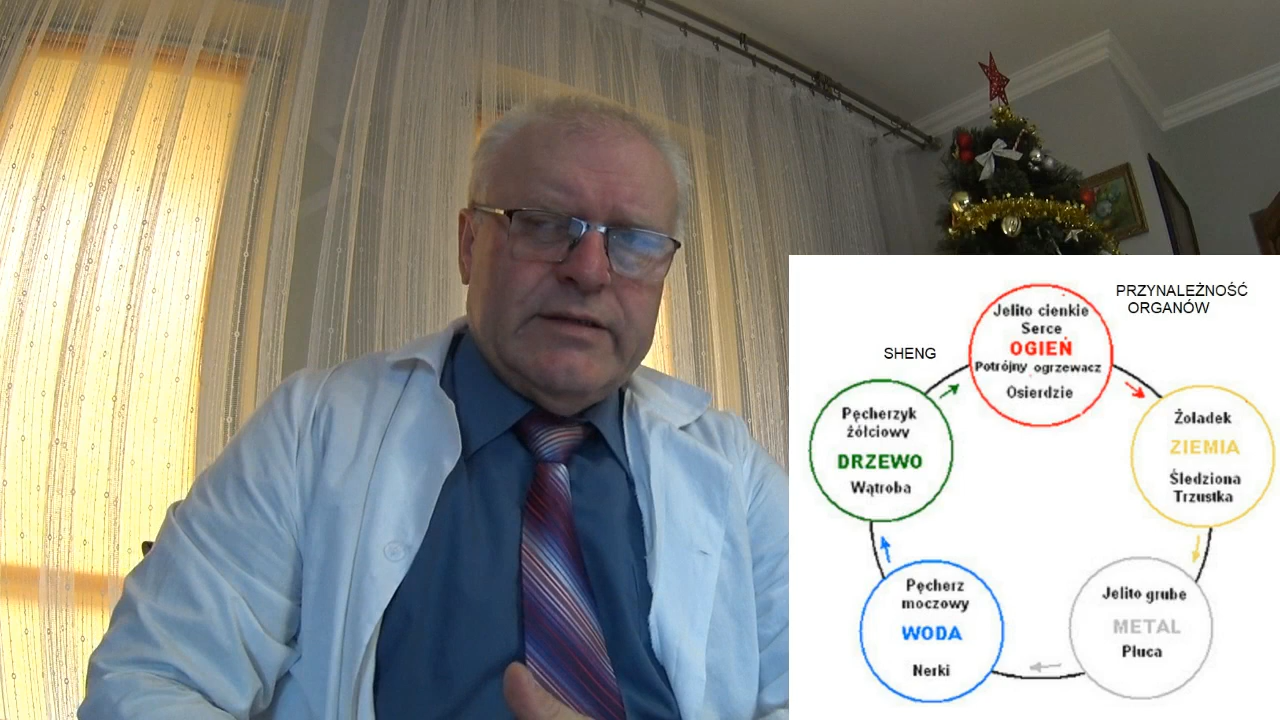 PRZYNALEŻNOŚĆ
ORGANÓW
SHENG
Jelito cienkie
Serce
OGIEŃ
Potrójny ogrzewacz
Osierdzie
Pęcherzyk
żółciowy
DRZEWO
Wątroba
Żoladek
ZIEMIA
Śledziona
Trzustka
Pęcherz
moczowy
WODA
Nerki
Jelito grube
METAL
Płuca